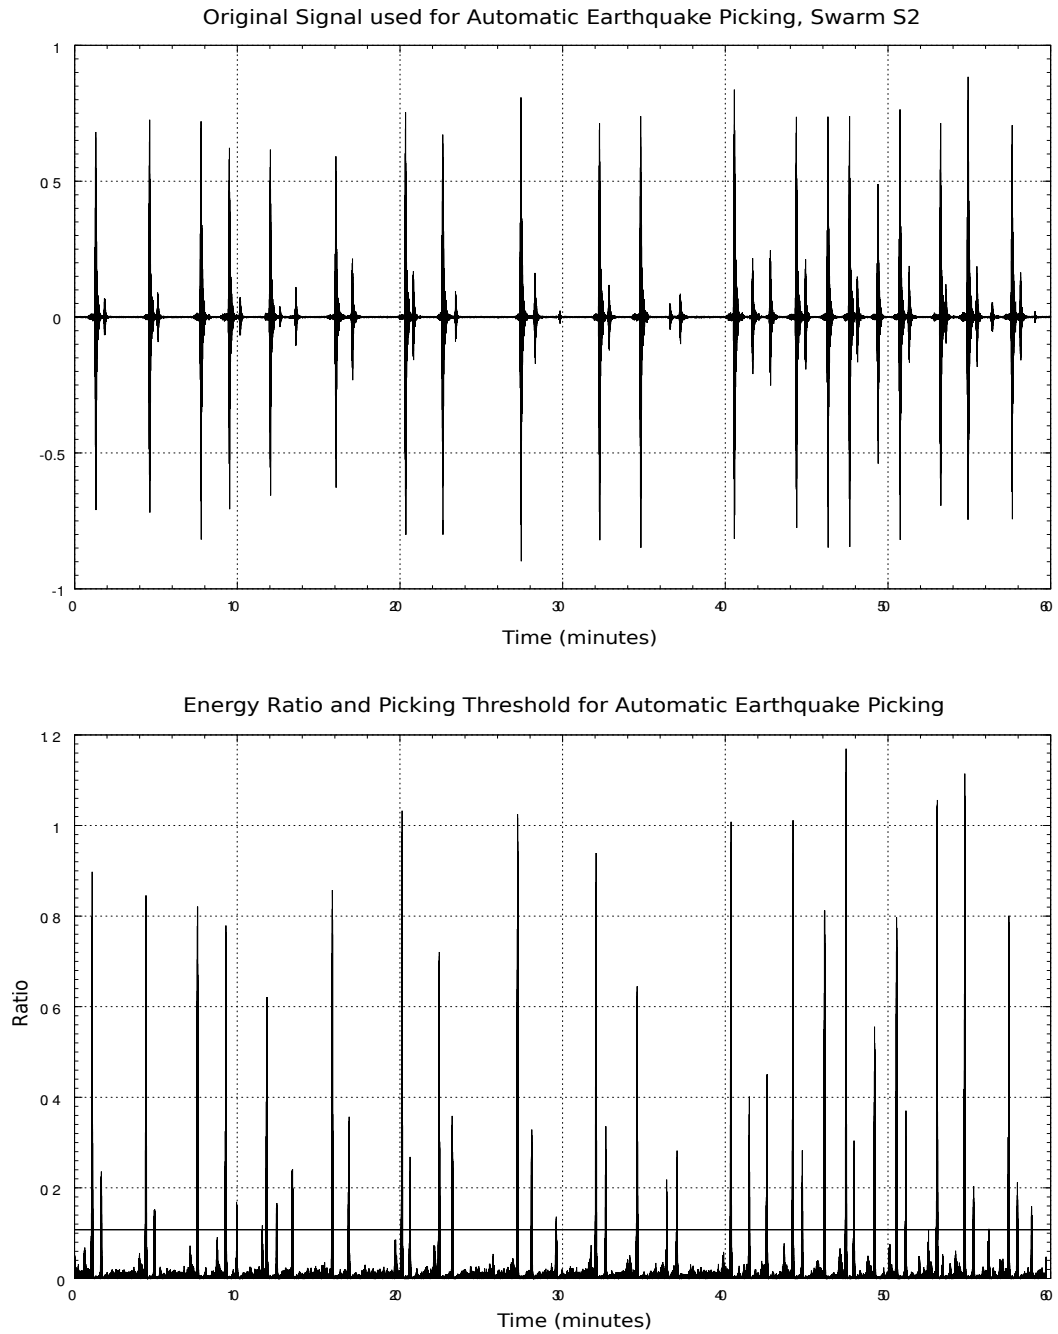 Original Signal used for Automatic Earthquake Picking, Swarm S2
1
0 5
0
-0.5
-1
0 10 20 30 40 50 60
Time (minutes)
Energy Ratio and Picking Threshold for Automatic Earthquake Picking
1 2
1
0 8
0 6
Ratio
0 4
0 2
0
0 10 20 30 40 50 60
Time (minutes)